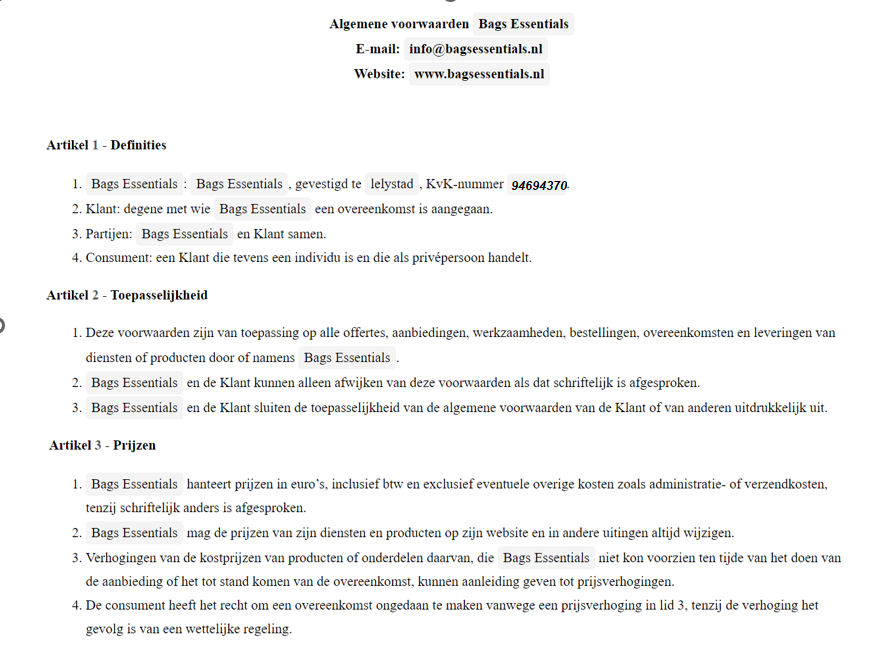 Algemene voorwaarden Bags Essentials
E-mail: info@bagsessentials.nl
Website: www.bagsessentials.nl
Artikel 1 - Definities
1. Bags Essentials : Bags Essentials , gevestigd te lelystad , KvK-nummer 94694370.
2. Klant: degene met wie Bags Essentials een overeenkomst is aangegaan.
3. Partijen: Bags Essentials en Klant samen.
4. Consument: een Klant die tevens een individu is en die als privépersoon handelt.
Artikel 2 - Toepasselijkheid
1. Deze voorwaarden zijn van toepassing op alle offertes, aanbiedingen, werkzaamheden, bestellingen, overeenkomsten en leveringen van
diensten of producten door of namens Bags Essentials .
2. Bags Essentials en de Klant kunnen alleen afwijken van deze voorwaarden als dat schriftelijk is afgesproken.
3. Bags Essentials en de Klant sluiten de toepasselijkheid van de algemene voorwaarden van de Klant of van anderen uitdrukkelijk uit.
Artikel 3 - Prijzen
1. Bags Essentials hanteert prijzen in euro’s, inclusief btw en exclusief eventuele overige kosten zoals administratie- of verzendkosten,
tenzij schriftelijk anders is afgesproken.
2. Bags Essentials mag de prijzen van zijn diensten en producten op zijn website en in andere uitingen altijd wijzigen.
3. Verhogingen van de kostprijzen van producten of onderdelen daarvan, die Bags Essentials niet kon voorzien ten tijde van het doen van
de aanbieding of het tot stand komen van de overeenkomst, kunnen aanleiding geven tot prijsverhogingen.
4. De consument heeft het recht om een overeenkomst ongedaan te maken vanwege een prijsverhoging in lid 3, tenzij de verhoging het
gevolg is van een wettelijke regeling.